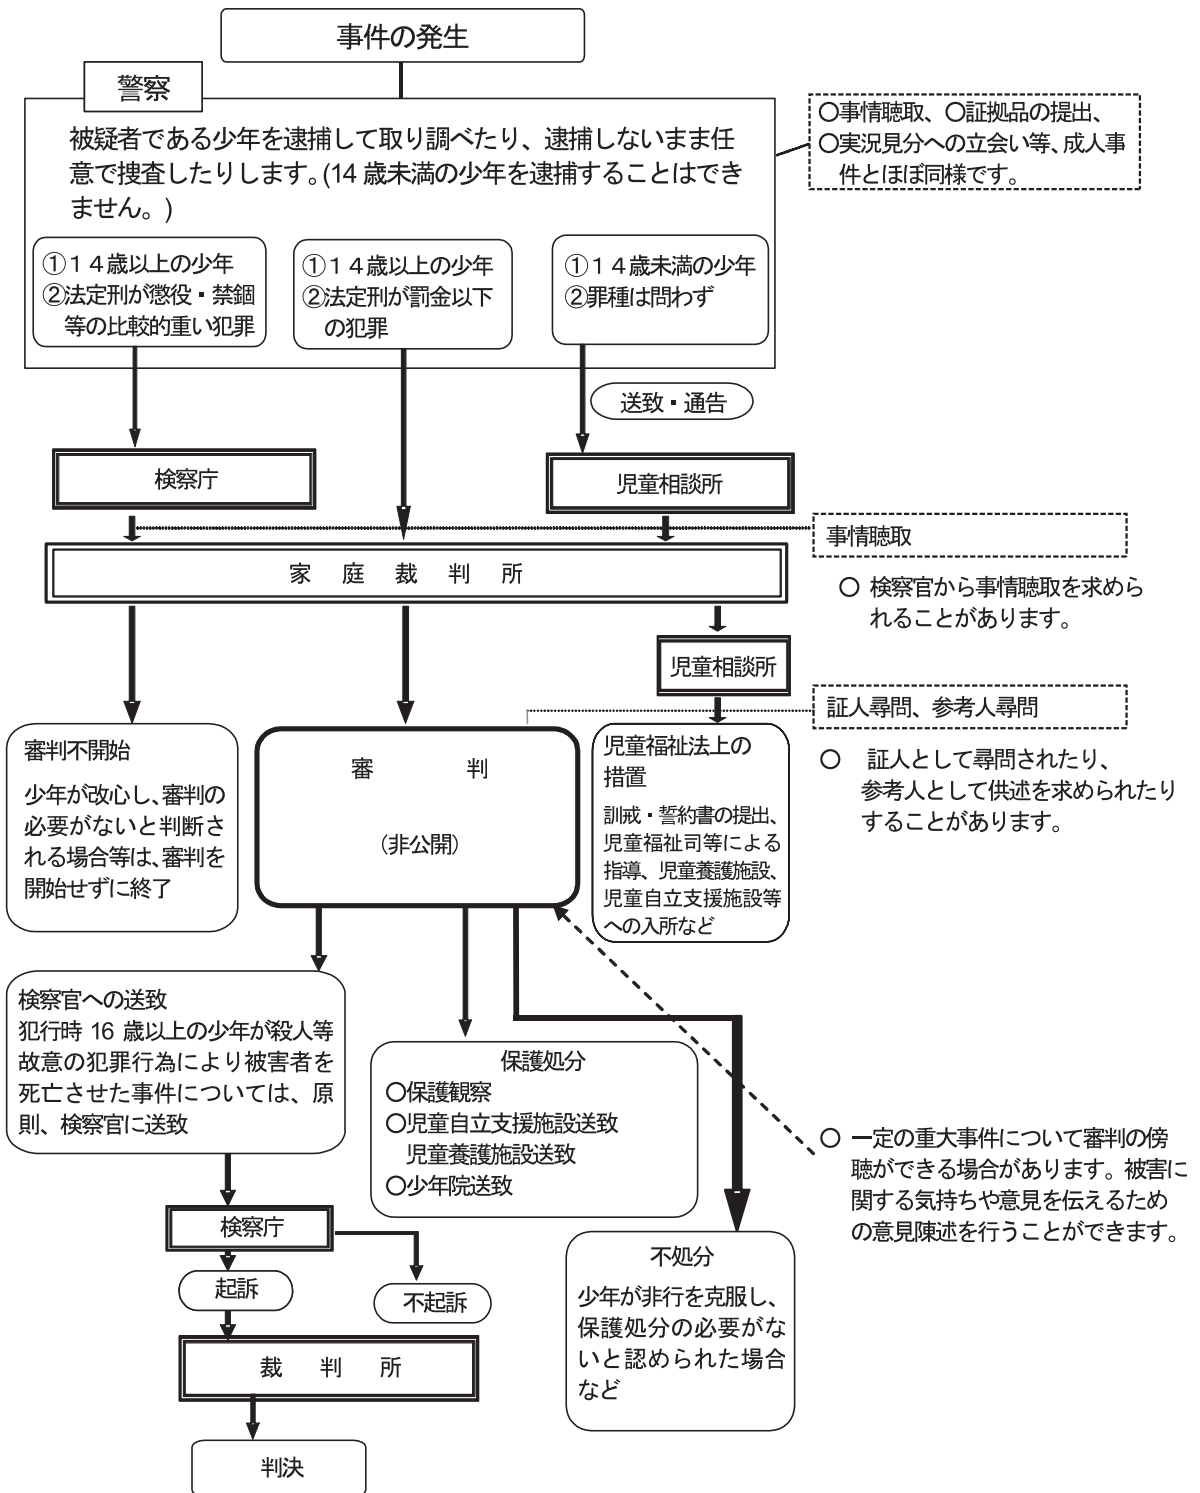 事件の発生
警察
被疑者である少年を逮捕して取り調べたり、逮捕しないまま任
意で捜査したりします。(14 歳未満の少年を逮捕することはでき
ません。)
○事情聴取、○証拠品の提出、
○実況見分への立会い等、成人事
件とほぼ同様です。
①１４歳以上の少年
②法定刑が懲役・禁錮
等の比較的重い犯罪
①１４歳以上の少年
②法定刑が罰金以下
の犯罪
①１４歳未満の少年
②罪種は問わず
送致・通告
検察庁
児童相談所
事情聴取
家 庭 裁 判 所
○ 検察官から事情聴取を求めら
れることがあります。
児童相談所
証人尋問、参考人尋問
○ 証人として尋問されたり、
参考人として供述を求められたり
することがあります。
審判不開始
少年が改心し、審判の
必要がないと判断さ
れる場合等は、審判を
開始せずに終了
審 判
(非公開)
児童福祉法上の
措置
訓戒・誓約書の提出、
児童福祉司等による
指導、児童養護施設、
児童自立支援施設等
への入所など
検察官への送致
犯行時 16 歳以上の少年が殺人等
故意の犯罪行為により被害者を
死亡させた事件については、原
則、検察官に送致
保護処分
○保護観察
○児童自立支援施設送致
児童養護施設送致
○少年院送致
○ 一定の重大事件について審判の傍
聴ができる場合があります。被害に
関する気持ちや意見を伝えるため
の意見陳述を行うことができます。
検察庁
起訴
不起訴
不処分
少年が非行を克服し、
保護処分の必要がな
いと認められた場合
など
裁 判 所
判決